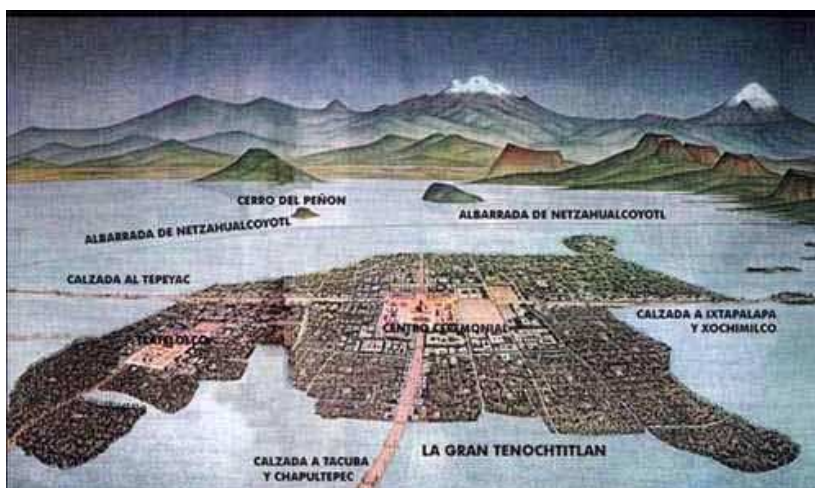 CERRO DEL PEÑON
ALBARRADA DE NETZAHUALCOYOTL
ALBARRADA DE NETZAHUALCOYOTL
CALZADA AL TEPEYAC
CENTRO CEREMONIAL
CALZADA A IXTAPALAPA
Y XOCHIMILCO
TLATELOLCO
LA GRAN TENOCHTITLAN
CALZADA A TACUBA
Y CHAPULTEPEC